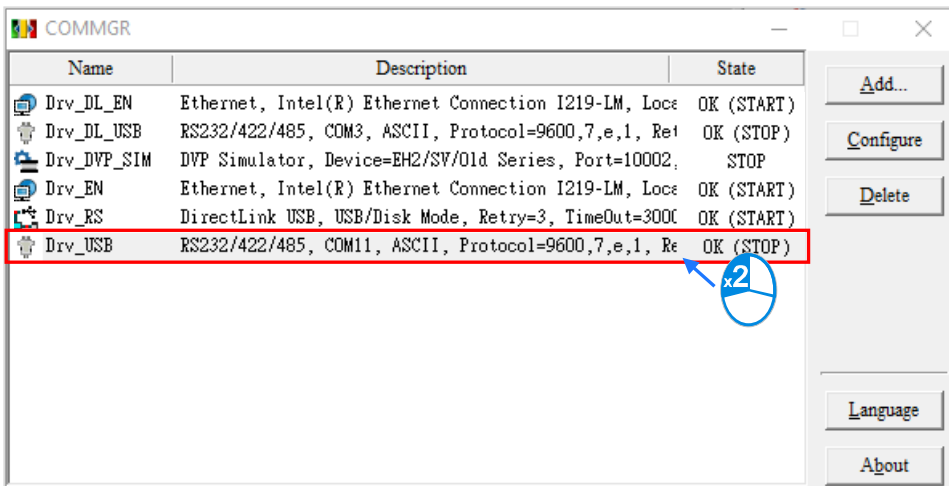 COMMGR
Name Description State
Drv_DL_EN Ethernet, Intel(R) Ethernet Connection I219-LM, Loca OK (START)
Drv_DL_USB RS232/422/485, COM3, ASCII, Protocol=9600,7,e,1, Ret OK (STOP)
Drv_DVP_SIM DVP Simulator, Device=EH2/SV/Old Series, Port=10002, STOP
Drv_EN Ethernet, Intel(R) Ethernet Connection I219-LM, Loca OK (START)
Drv_RS DirectLink USB, USB/Disk Mode, Retry=3, TimeOut=3000 OK (START)
Drv_USB RS232/422/485, COM11, ASCII, Protocol=9600,7,e,1, Re OK (STOP)
x2
Add...
Configure
Delete
Language
About